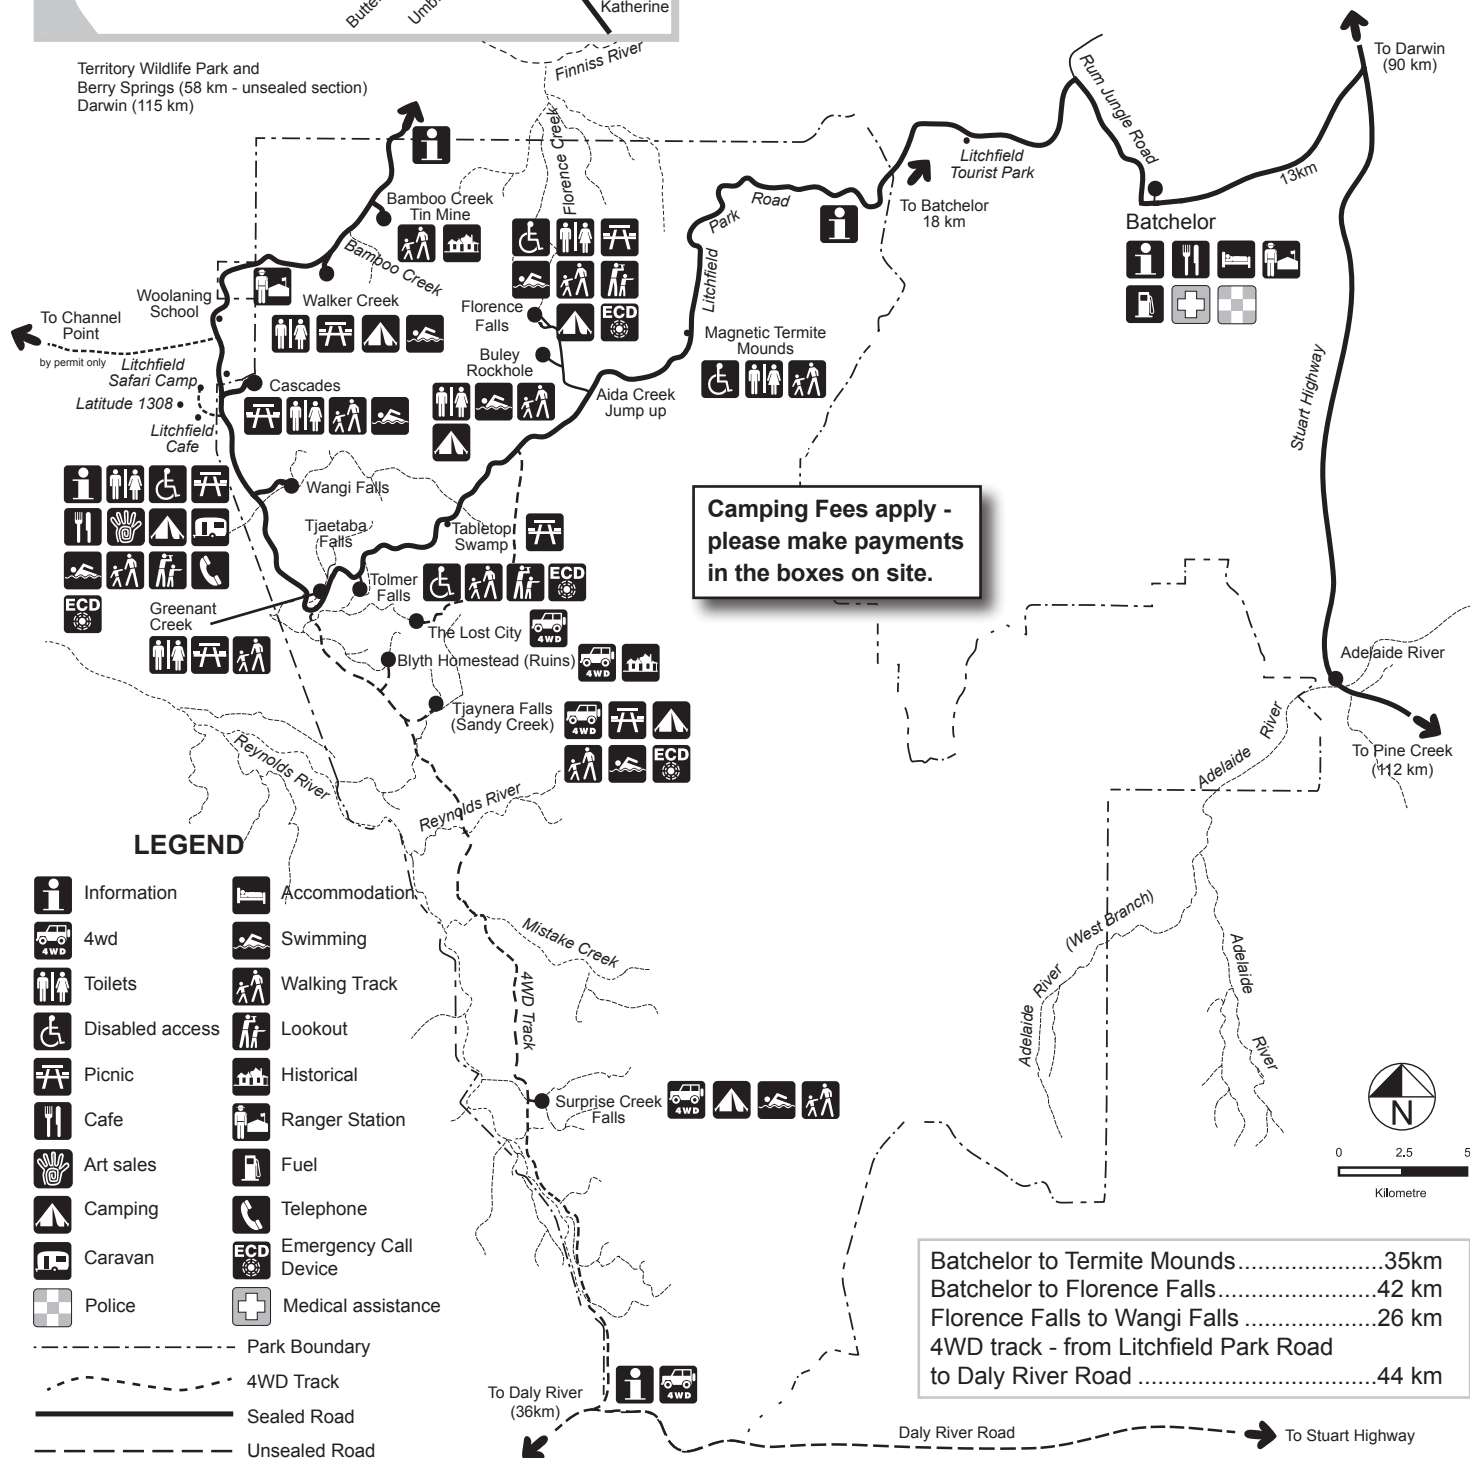 Katherine
Finniss River
Territory Wildlife Park and
Berry Springs (58 km - unsealed section)
Darwin (115 km)
To Darwin
(90 km)
Rum Jungle Road
Florence Creek
Litchfield
Tourist Park
13km
Bamboo Creek
Tin Mine
Litchfield Park Road
To Batchelor
18 km
Batchelor
Bamboo Creek
Woolaning
School
Walker Creek
To Channel
Point
by permit only
Florence
Falls
ECD
Magnetic Termite
Mounds
Buley
Rockhole
Stuart Highway
Litchfield
Safari Camp
Cascades
Latitude 1308
Litchfield
Cafe
Aida Creek
Jump up
Wangi Falls
Camping Fees apply -
please make payments
in the boxes on site.
Tjaetaba
Falls
Tabletop
Swamp
Tolmer
Falls
ECD
ECD
Greenant
Creek
The Lost City
4WD
Blyth Homestead (Ruins)
4WD
Adelaide River
Tjaynera Falls
(Sandy Creek)
4WD
ECD
Adelaide River
To Pine Creek
(112 km)
Reynolds River
Reynolds River
LEGEND
Information
Accommodation
4WD
4wd
Swimming
Toilets
Walking Track
Disabled access
Lookout
Picnic
Historical
Cafe
Ranger Station
Art sales
Fuel
Camping
Telephone
Caravan
ECD
Emergency Call
Device
Police
Medical assistance
Park Boundary
4WD Track
Sealed Road
Unsealed Road
Mistake Creek
4WD Track
Adelaide River (West Branch)
Adelaide River
Surprise Creek
Falls
4WD
N
0 2.5 5
Kilometre
Batchelor to Termite Mounds......................35km
Batchelor to Florence Falls........................42 km
Florence Falls to Wangi Falls ....................26 km
4WD track - from Litchfield Park Road
to Daly River Road ....................................44 km
To Daly River
(36km)
4WD
Daly River Road
To Stuart Highway